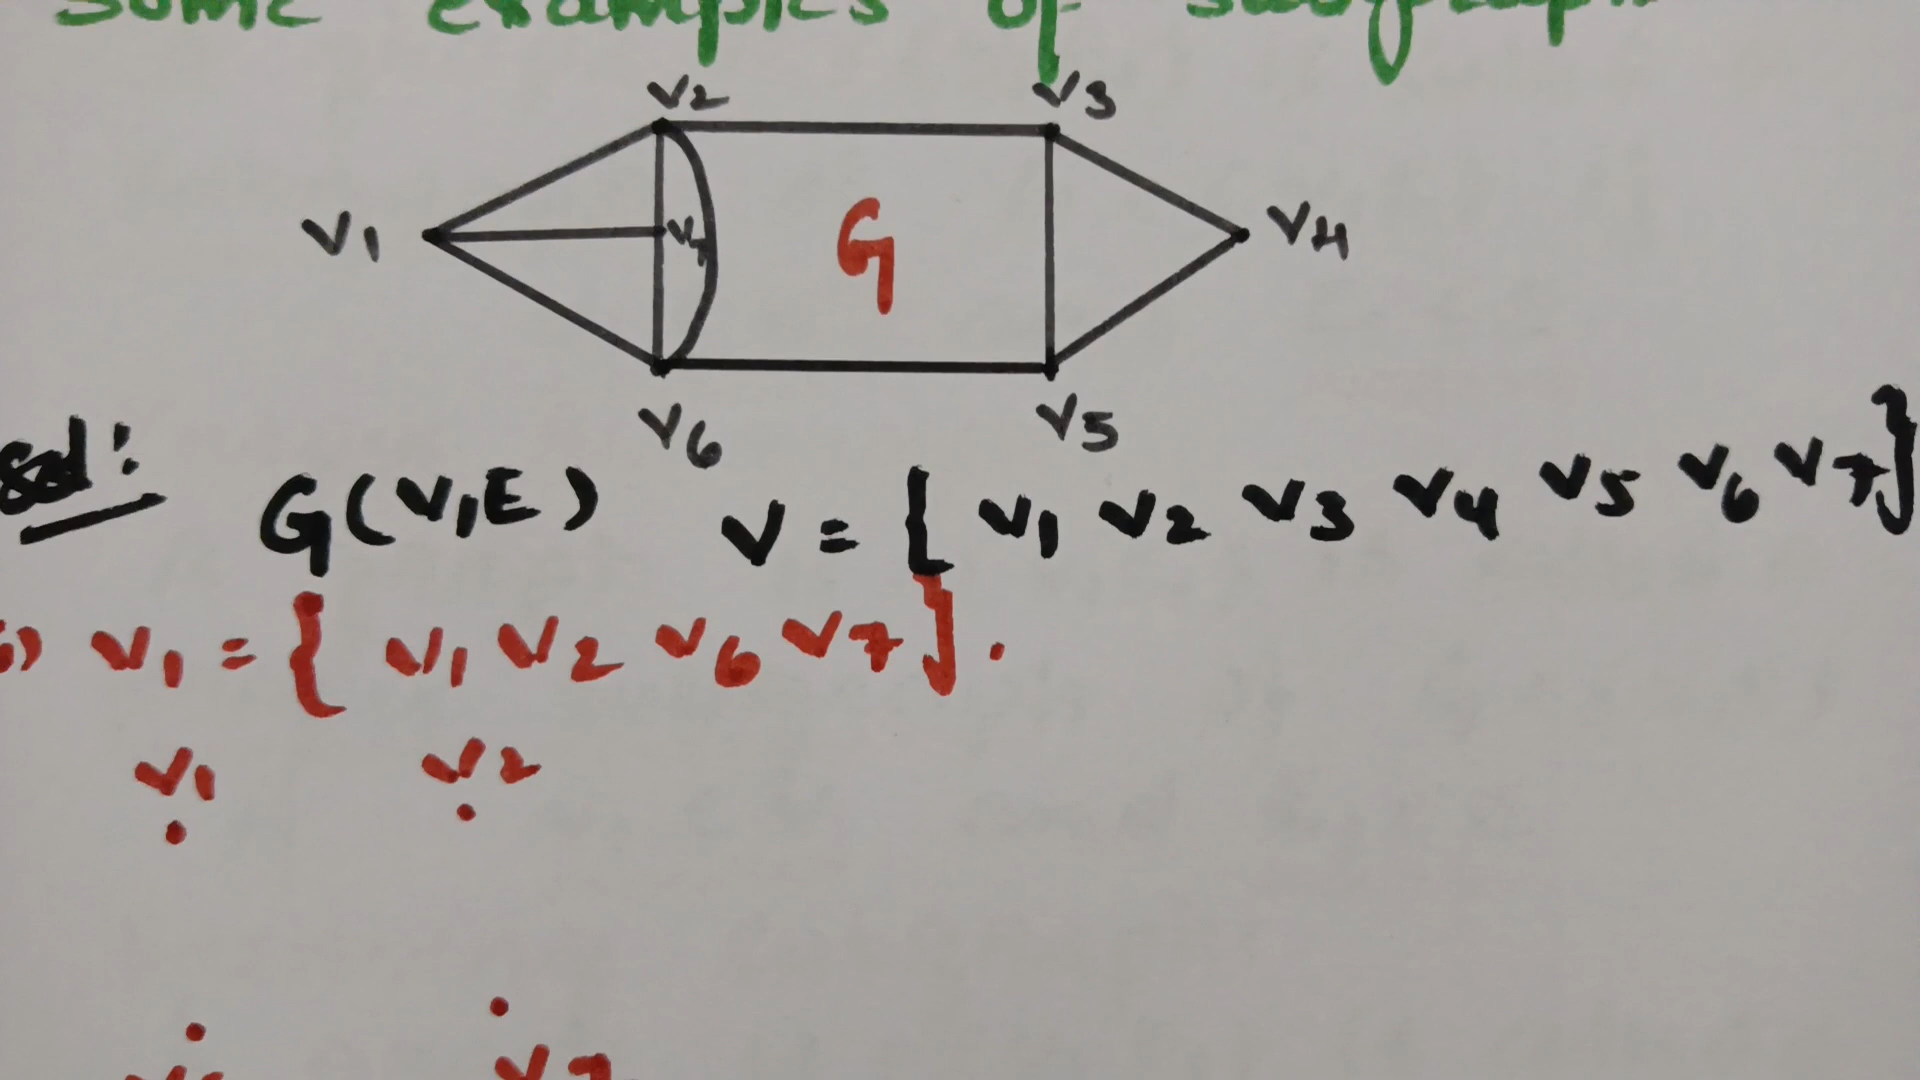 some examples of subgraph
v2 v3
v1 v7 G v4
v6 v5
Sol:
G(V,E) V = { v1 v2 v3 v4 v5 v6 v7 }
i) V1 = { v1 v2 v6 v7 }.
v1 v2
v7